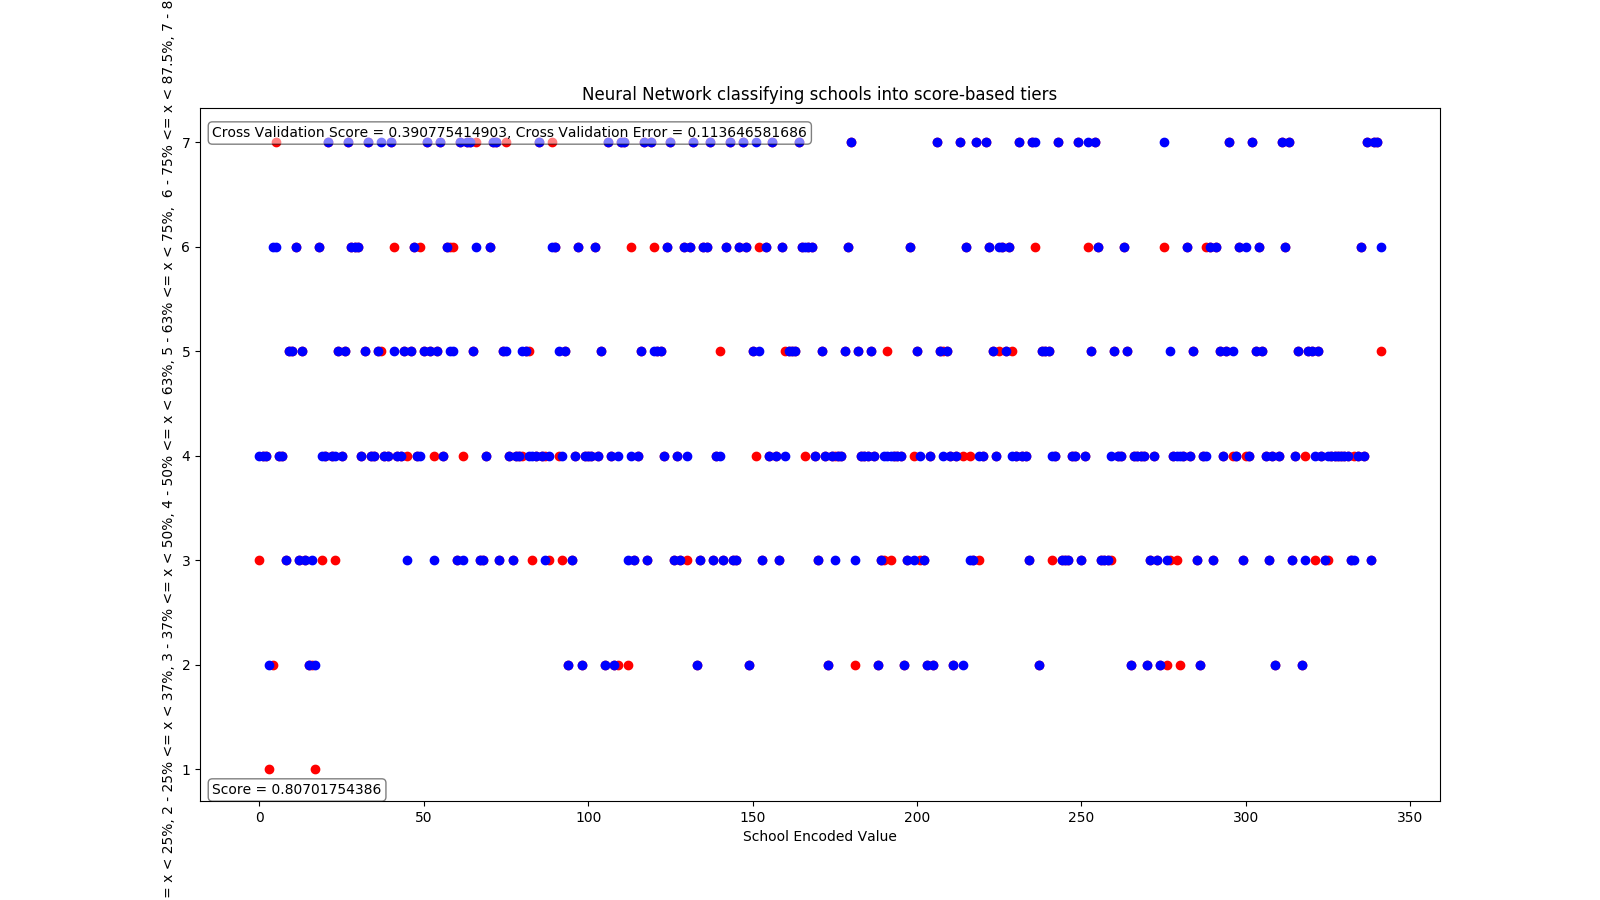 Neural Network classifying schools into score-based tiers
Cross Validation Score = 0.390775414903, Cross Validation Error = 0.113646581686
= x < 25%, 2 - 25% <= x < 37%, 3 - 37% <= x < 50%, 4 - 50% <= x < 63%, 5 - 63% <= x < 75%,  6 - 75% <= x < 87.5%, 7 - 8
7
6
5
4
3
2
1
Score = 0.80701754386
0 50 100 150 200 250 300 350
School Encoded Value